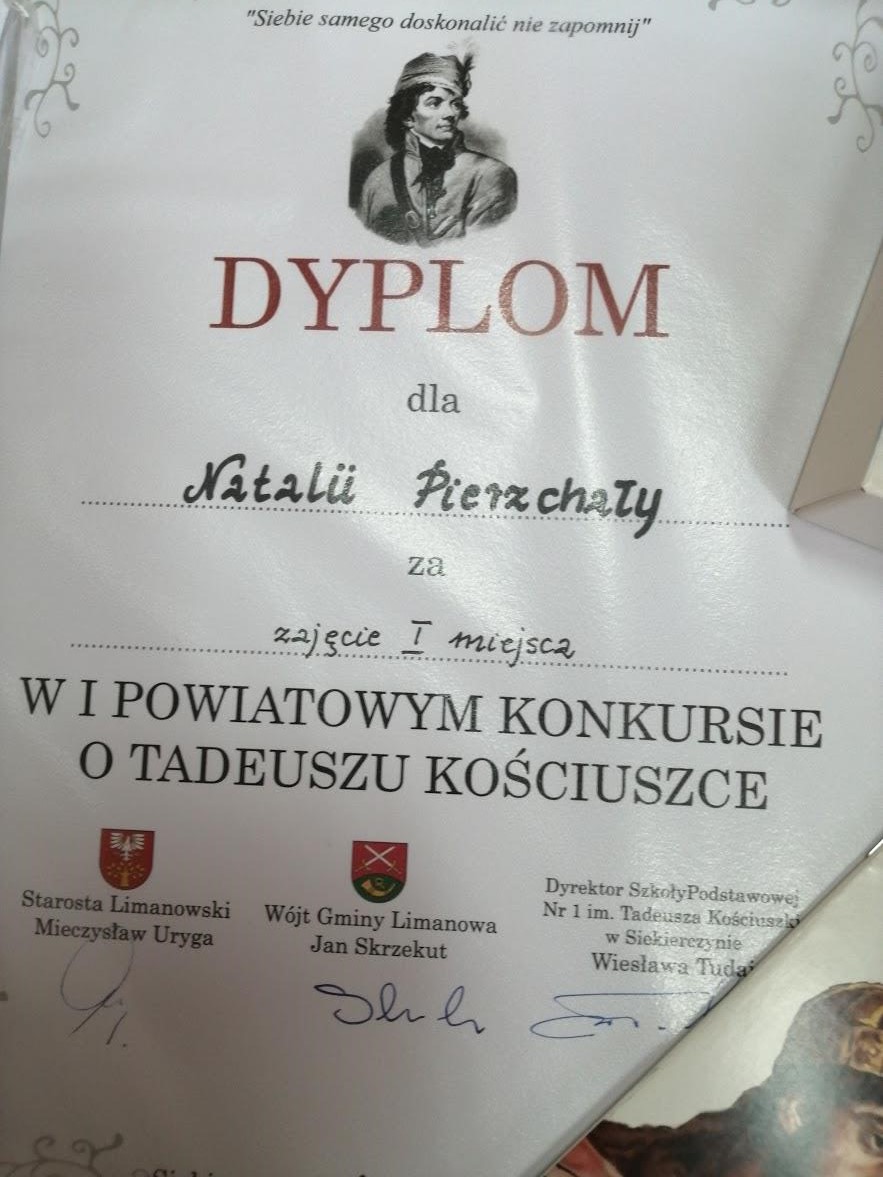 "Siebie samego doskonalić nie zapomnij"
DYPLOM
dla
Natalii Pierzchały
za
zajęcie I miejsca
W I POWIATOWYM KONKURSIE
O TADEUSZU KOŚCIUSZCE
Starosta Limanowski
Mieczysław Uryga
Wójt Gminy Limanowa
Jan Skrzekut
Dyrektor SzkołyPodstawowej
Nr 1 im. Tadeusza Kościuszki
w Siekierczynie
Wiesława